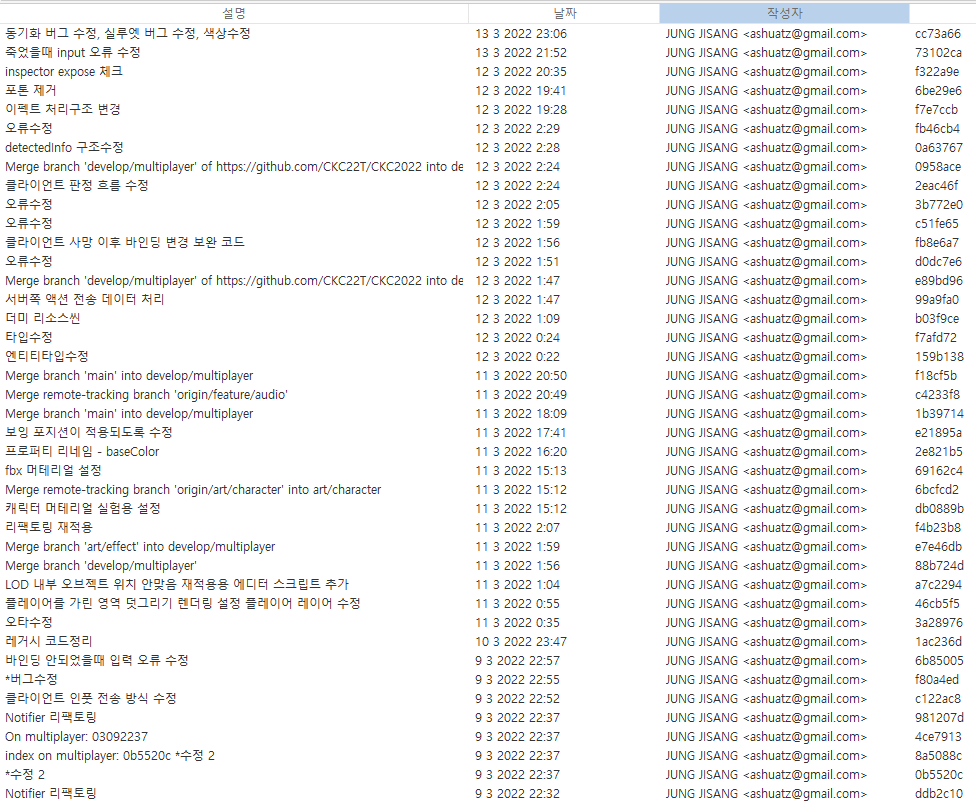 설명 날짜 작성자
동기화 버그 수정, 실루엣 버그 수정, 색상수정 13 3 2022 23:06 JUNG JISANG <ashuatz@gmail.com> cc73a66
죽었을때 input 오류 수정 13 3 2022 21:52 JUNG JISANG <ashuatz@gmail.com> 73102ca
inspector expose 체크 12 3 2022 20:35 JUNG JISANG <ashuatz@gmail.com> f322a9e
포톤 제거 12 3 2022 19:41 JUNG JISANG <ashuatz@gmail.com> 6be29e6
이펙트 처리구조 변경 12 3 2022 19:28 JUNG JISANG <ashuatz@gmail.com> f7e7ccb
오류수정 12 3 2022 2:29 JUNG JISANG <ashuatz@gmail.com> fb46cb4
detectedInfo 구조수정 12 3 2022 2:28 JUNG JISANG <ashuatz@gmail.com> 0a63767
Merge branch 'develop/multiplayer' of https://github.com/CKC22T/CKC2022 into de 12 3 2022 2:24 JUNG JISANG <ashuatz@gmail.com> 0958ace
클라이언트 판정 흐름 수정 12 3 2022 2:24 JUNG JISANG <ashuatz@gmail.com> 2eac46f
오류수정 12 3 2022 2:05 JUNG JISANG <ashuatz@gmail.com> 3b772e0
오류수정 12 3 2022 1:59 JUNG JISANG <ashuatz@gmail.com> c51fe65
클라이언트 사망 이후 바인딩 변경 보완 코드 12 3 2022 1:56 JUNG JISANG <ashuatz@gmail.com> fb8e6a7
오류수정 12 3 2022 1:51 JUNG JISANG <ashuatz@gmail.com> d0dc7e6
Merge branch 'develop/multiplayer' of https://github.com/CKC22T/CKC2022 into de 12 3 2022 1:47 JUNG JISANG <ashuatz@gmail.com> e89bd96
서버쪽 액션 전송 데이터 처리 12 3 2022 1:47 JUNG JISANG <ashuatz@gmail.com> 99a9fa0
더미 리소스씬 12 3 2022 1:09 JUNG JISANG <ashuatz@gmail.com> b03f9ce
타입수정 12 3 2022 0:24 JUNG JISANG <ashuatz@gmail.com> f7afd72
엔티티타입수정 12 3 2022 0:22 JUNG JISANG <ashuatz@gmail.com> 159b138
Merge branch 'main' into develop/multiplayer 11 3 2022 20:50 JUNG JISANG <ashuatz@gmail.com> f18cf5b
Merge remote-tracking branch 'origin/feature/audio' 11 3 2022 20:49 JUNG JISANG <ashuatz@gmail.com> c4233f8
Merge branch 'main' into develop/multiplayer 11 3 2022 18:09 JUNG JISANG <ashuatz@gmail.com> 1b39714
보잉 포지션이 적용되도록 수정 11 3 2022 17:41 JUNG JISANG <ashuatz@gmail.com> e21895a
프로퍼티 리네임 - baseColor 11 3 2022 16:20 JUNG JISANG <ashuatz@gmail.com> 2e821b5
fbx 머테리얼 설정 11 3 2022 15:13 JUNG JISANG <ashuatz@gmail.com> 69162c4
Merge remote-tracking branch 'origin/art/character' into art/character 11 3 2022 15:12 JUNG JISANG <ashuatz@gmail.com> 6bcfcd2
캐릭터 머테리얼 실험용 설정 11 3 2022 15:12 JUNG JISANG <ashuatz@gmail.com> db0889b
리팩토링 재적용 11 3 2022 2:07 JUNG JISANG <ashuatz@gmail.com> f4b23b8
Merge branch 'art/effect' into develop/multiplayer 11 3 2022 1:59 JUNG JISANG <ashuatz@gmail.com> e7e46db
Merge branch 'develop/multiplayer' 11 3 2022 1:56 JUNG JISANG <ashuatz@gmail.com> 88b724d
LOD 내부 오브젝트 위치 안맞음 재적용용 에디터 스크립트 추가 11 3 2022 1:04 JUNG JISANG <ashuatz@gmail.com> a7c2294
플레이어를 가린 영역 덧그리기 렌더링 설정 플레이어 레이어 수정 11 3 2022 0:55 JUNG JISANG <ashuatz@gmail.com> 46cb5f5
오타수정 11 3 2022 0:35 JUNG JISANG <ashuatz@gmail.com> 3a28976
레거시 코드정리 10 3 2022 23:47 JUNG JISANG <ashuatz@gmail.com> 1ac236d
바인딩 안되었을때 입력 오류 수정 9 3 2022 22:57 JUNG JISANG <ashuatz@gmail.com> 6b85005
*버그수정 9 3 2022 22:55 JUNG JISANG <ashuatz@gmail.com> f80a4ed
클라이언트 인풋 전송 방식 수정 9 3 2022 22:52 JUNG JISANG <ashuatz@gmail.com> c122ac8
Notifier 리팩토링 9 3 2022 22:37 JUNG JISANG <ashuatz@gmail.com> 981207d
On multiplayer: 03092237 9 3 2022 22:37 JUNG JISANG <ashuatz@gmail.com> 4ce7913
index on multiplayer: 0b5520c *수정 2 9 3 2022 22:37 JUNG JISANG <ashuatz@gmail.com> 8a5088c
*수정 2 9 3 2022 22:37 JUNG JISANG <ashuatz@gmail.com> 0b5520c
Notifier 리팩토링 9 3 2022 22:32 JUNG JISANG <ashuatz@gmail.com> ddb2c10